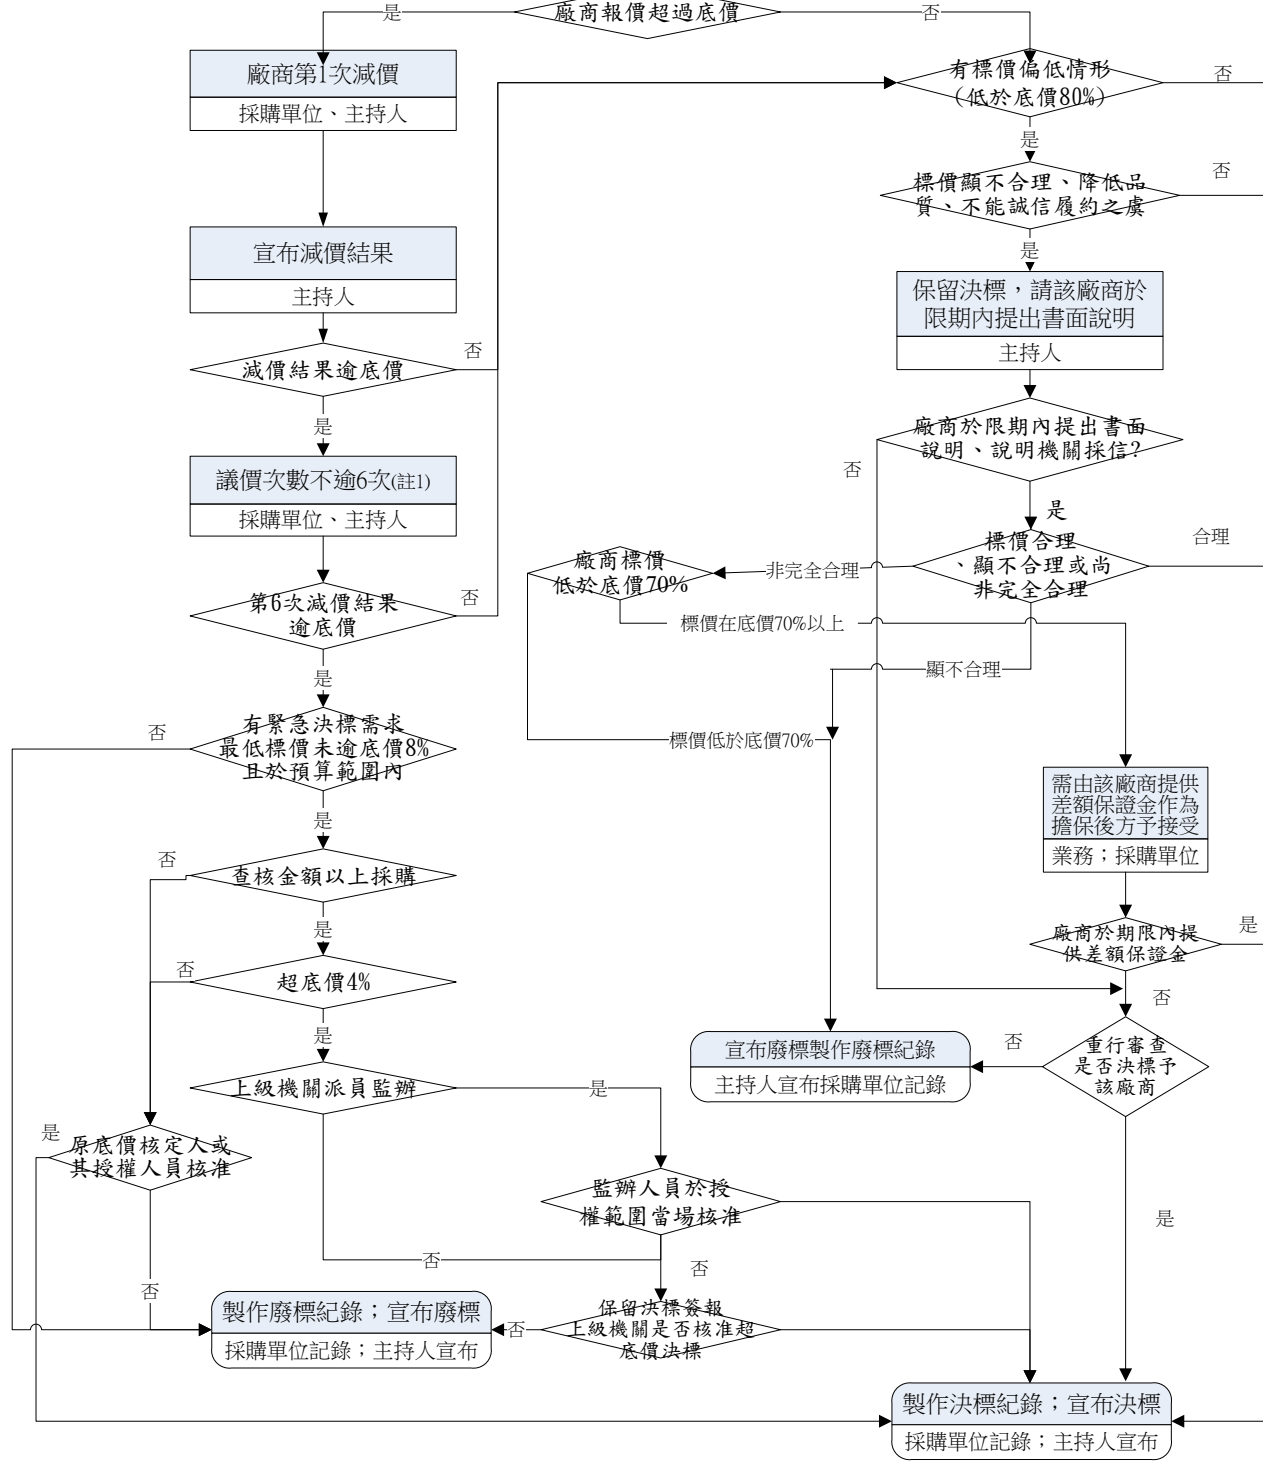 廠商報價超過底價
是
否
廠商第1次減價
採購單位、主持人
有標價偏低情形
(低於底價80%)
否
是
標價顯不合理、降低品
質、不能誠信履約之虞
否
是
宣布減價結果
主持人
保留決標，請該廠商於
限期內提出書面說明
主持人
減價結果逾底價
否
是
廠商於限期內提出書面
說明、說明機關採信?
否
是
議價次數不逾6次(註1)
採購單位、主持人
標價合理
、顯不合理或尚
非完全合理
合理
非完全合理
廠商標價
低於底價70%
第6次減價結果
逾底價
否
是
標價在底價70%以上
顯不合理
標價低於底價70%
有緊急決標需求
最低標價未逾底價8%
且於預算範圍內
否
是
需由該廠商提供
差額保證金作為
擔保後方予接受
業務；採購單位
查核金額以上採購
否
是
廠商於期限內提
供差額保證金
是
否
超底價4%
否
是
宣布廢標製作廢標紀錄
主持人宣布採購單位記錄
否
重行審查
是否決標予
該廠商
是
上級機關派員監辦
是
否
原底價核定人或
其授權人員核准
是
否
監辦人員於授
權範圍當場核准
否
保留決標簽報
上級機關是否核准超
底價決標
否
製作廢標紀錄；宣布廢標
採購單位記錄；主持人宣布
製作決標紀錄；宣布決標
採購單位記錄；主持人宣布